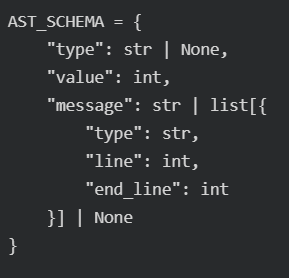 AST_SCHEMA = {
    "type": str | None,
    "value": int,
    "message": str | list[{
        "type": str,
        "line": int,
        "end_line": int
    }] | None
}